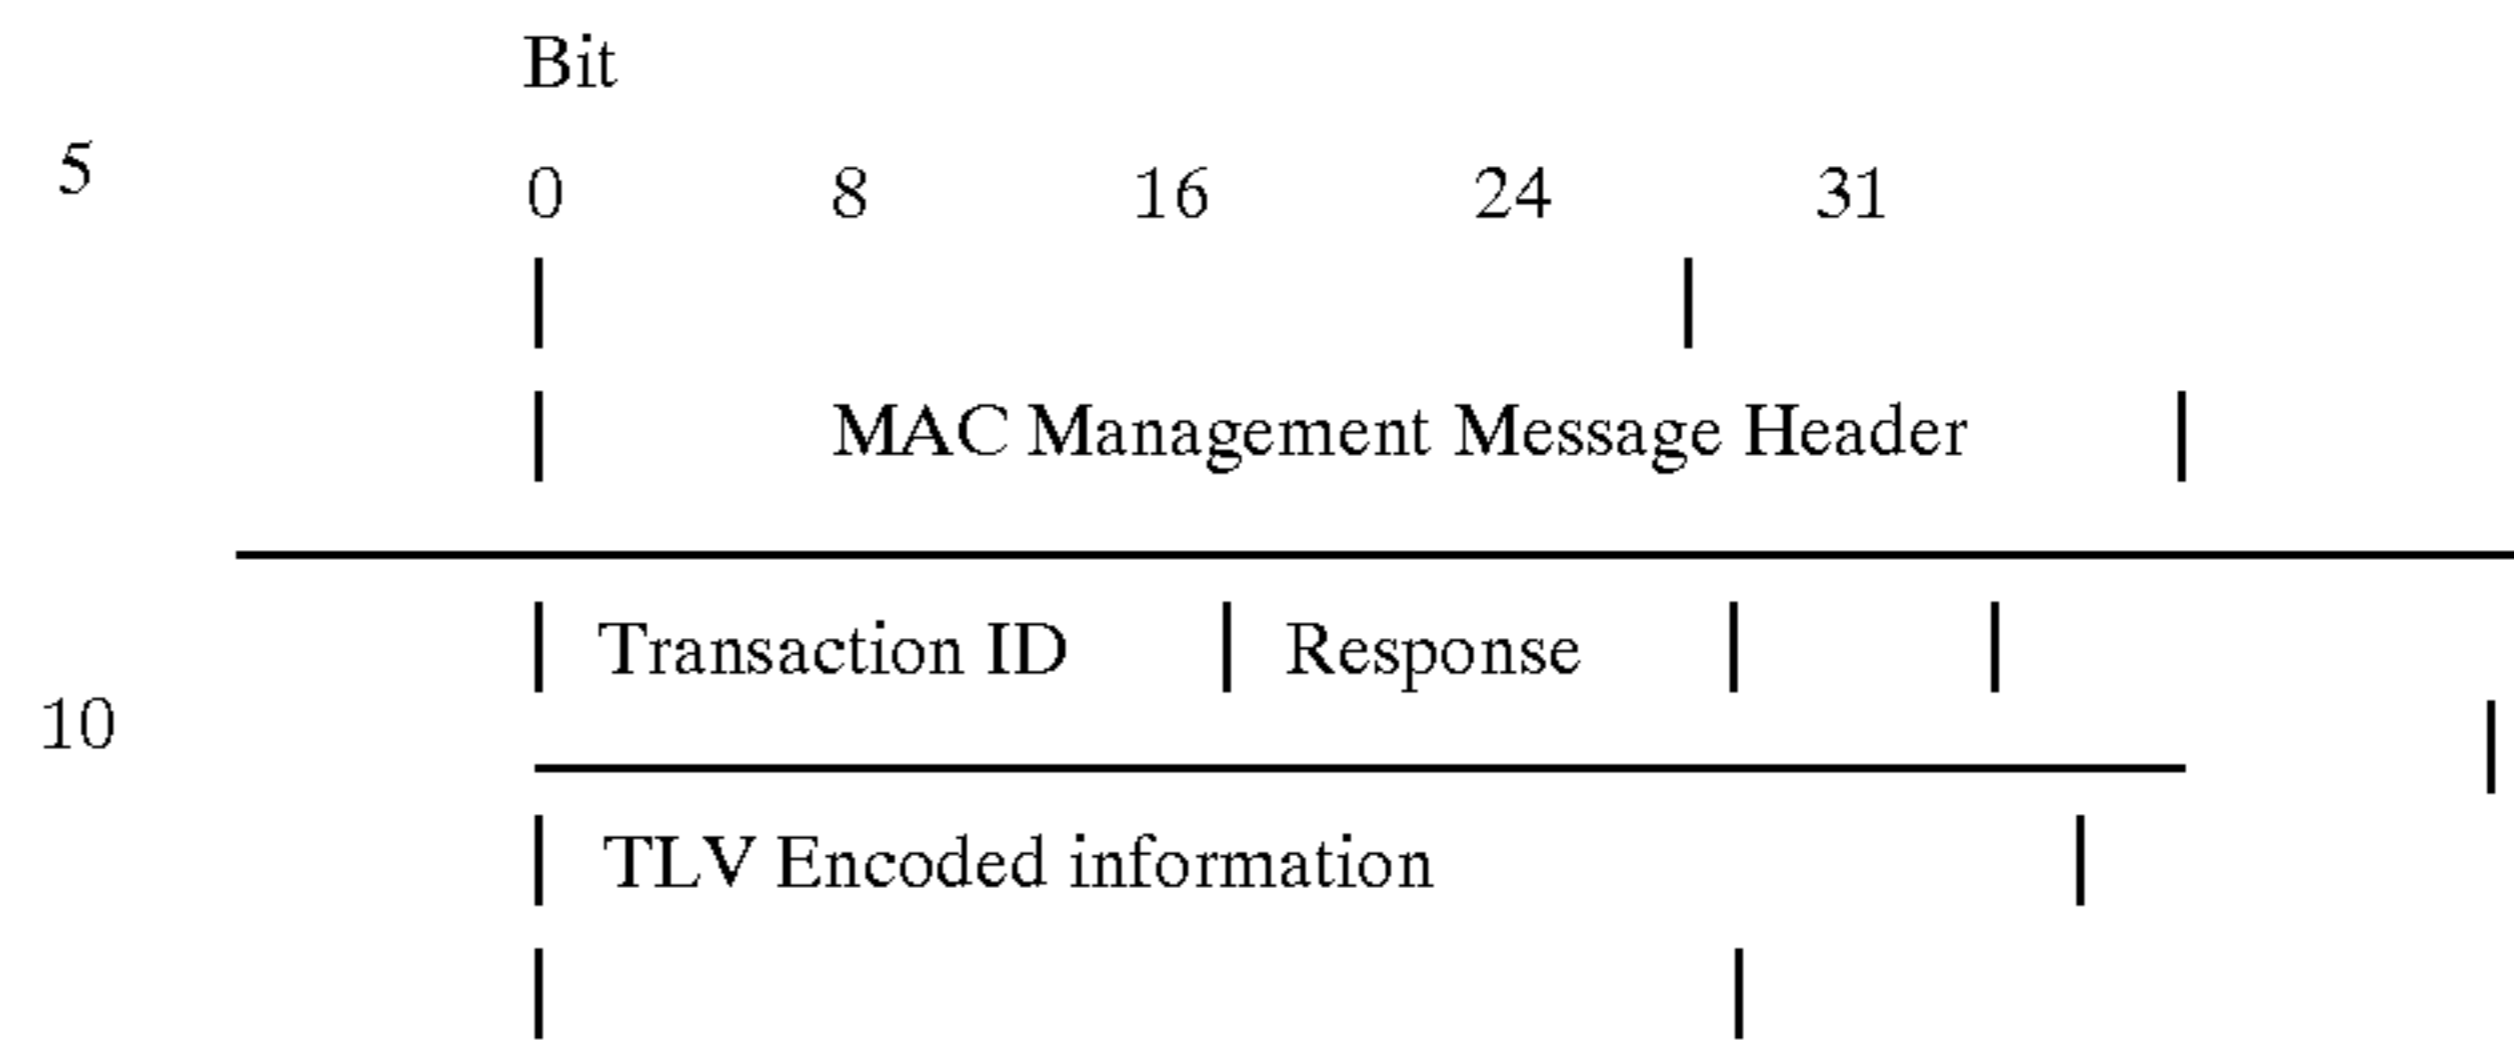 Bit
5
0 8 16 24 31
| |
| MAC Management Message Header |
| Transaction ID | Response | |
10 |
| TLV Encoded information |
| |